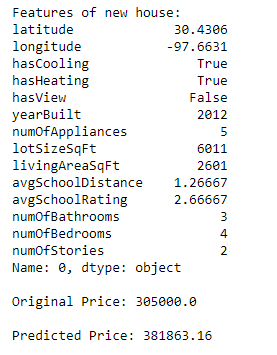 Features of new house:
latitude 30.4306
longitude -97.6631
hasCooling True
hasHeating True
hasView False
yearBuilt 2012
numOfAppliances 5
lotSizeSqFt 6011
livingAreaSqFt 2601
avgSchoolDistance 1.26667
avgSchoolRating 2.66667
numOfBathrooms 3
numOfBedrooms 4
numOfStories 2
Name: 0, dtype: object
Original Price: 305000.0
Predicted Price: 381863.16